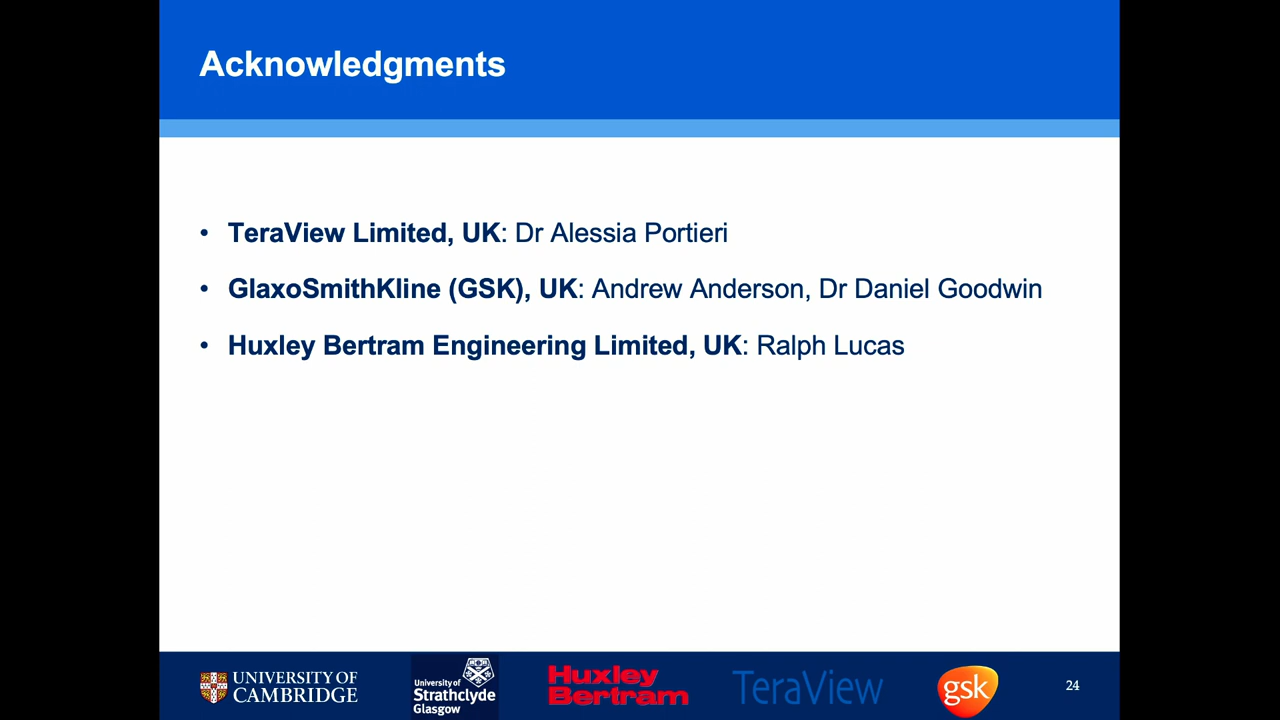 Acknowledgments
• TeraView Limited, UK: Dr Alessia Portieri
• GlaxoSmithKline (GSK), UK: Andrew Anderson, Dr Daniel Goodwin
• Huxley Bertram Engineering Limited, UK: Ralph Lucas
UNIVERSITY OF
CAMBRIDGE
University of
Strathclyde
Glasgow
Huxley
Bertram
TeraView
gsk
24